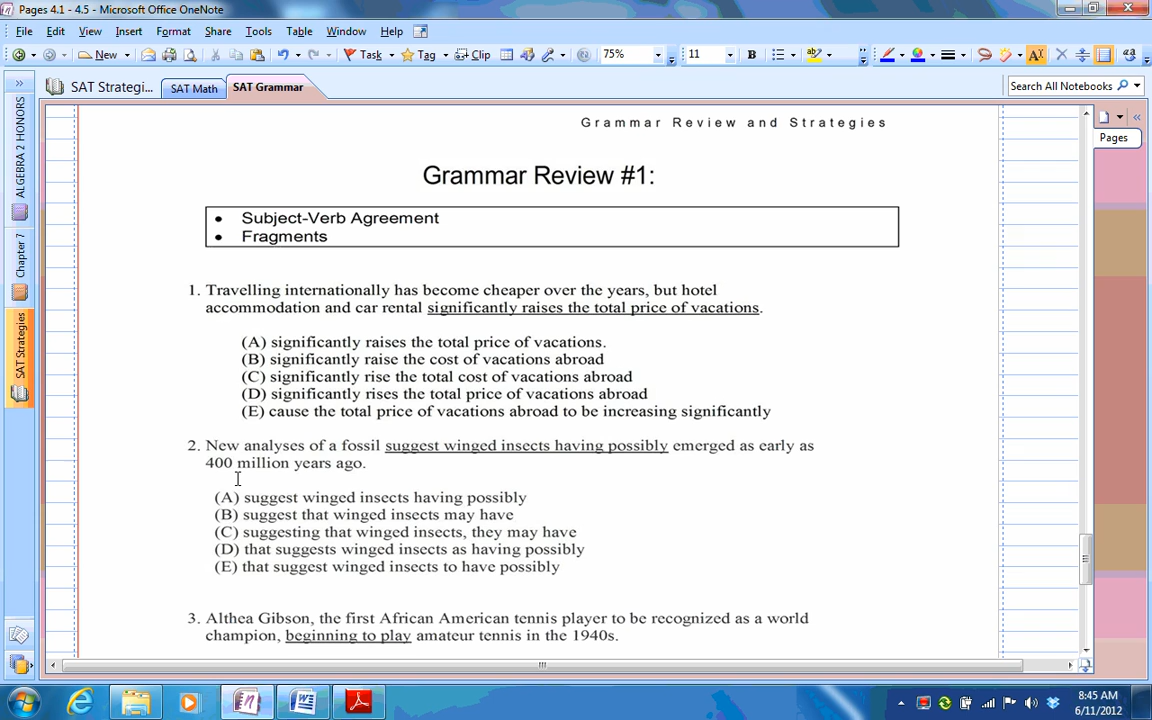 Pages 4.1 - 4.5 - Microsoft Office OneNote
File Edit View Insert Format Share Tools Table Window Help
New Task Tag Clip 75% 11 B
SAT Strategi... SAT Math SAT Grammar Search All Notebooks
ALGEBRA 2 HONORS
Chapter 7
SAT Strategies
Pages
Grammar Review and Strategies
Grammar Review #1:
• Subject-Verb Agreement
• Fragments
1. Travelling internationally has become cheaper over the years, but hotel
accommodation and car rental significantly raises the total price of vacations.
(A) significantly raises the total price of vacations.
(B) significantly raise the cost of vacations abroad
(C) significantly rise the total cost of vacations abroad
(D) significantly rises the total price of vacations abroad
(E) cause the total price of vacations abroad to be increasing significantly
2. New analyses of a fossil suggest winged insects having possibly emerged as early as
400 million years ago.
(A) suggest winged insects having possibly
(B) suggest that winged insects may have
(C) suggesting that winged insects, they may have
(D) that suggests winged insects as having possibly
(E) that suggest winged insects to have possibly
3. Althea Gibson, the first African American tennis player to be recognized as a world
champion, beginning to play amateur tennis in the 1940s.
8:45 AM
6/11/2012